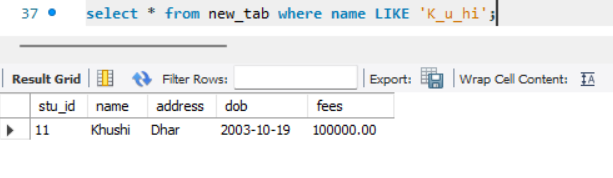 37 select * from new_tab where name LIKE 'K_u_hi';
Result Grid Filter Rows: Export: Wrap Cell Content: IA
stu_id name address dob fees
11 Khushi Dhar 2003-10-19 100000.00